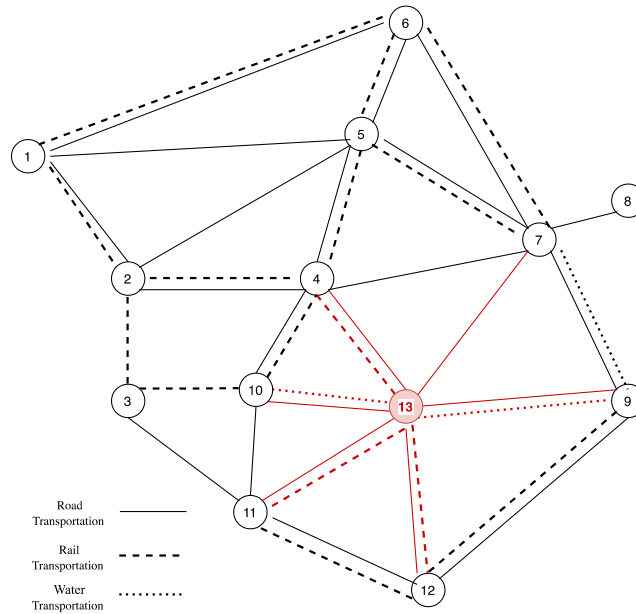 6
5
1
8
7
2
4
3
10
13
9
11
12
Road
Transportation
Rail
Transportation
Water
Transportation